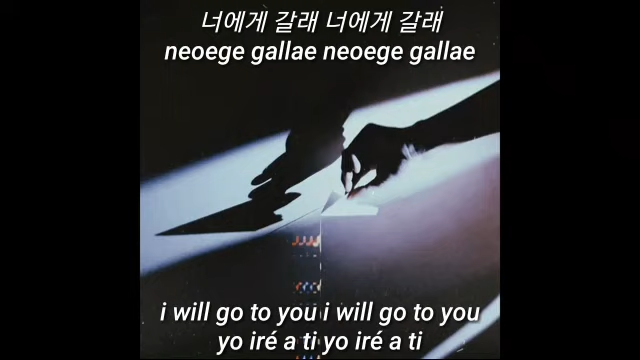 너에게 갈래 너에게 갈래
neoege gallae neoege gallae
i will go to you i will go to you
yo iré a ti yo iré a ti